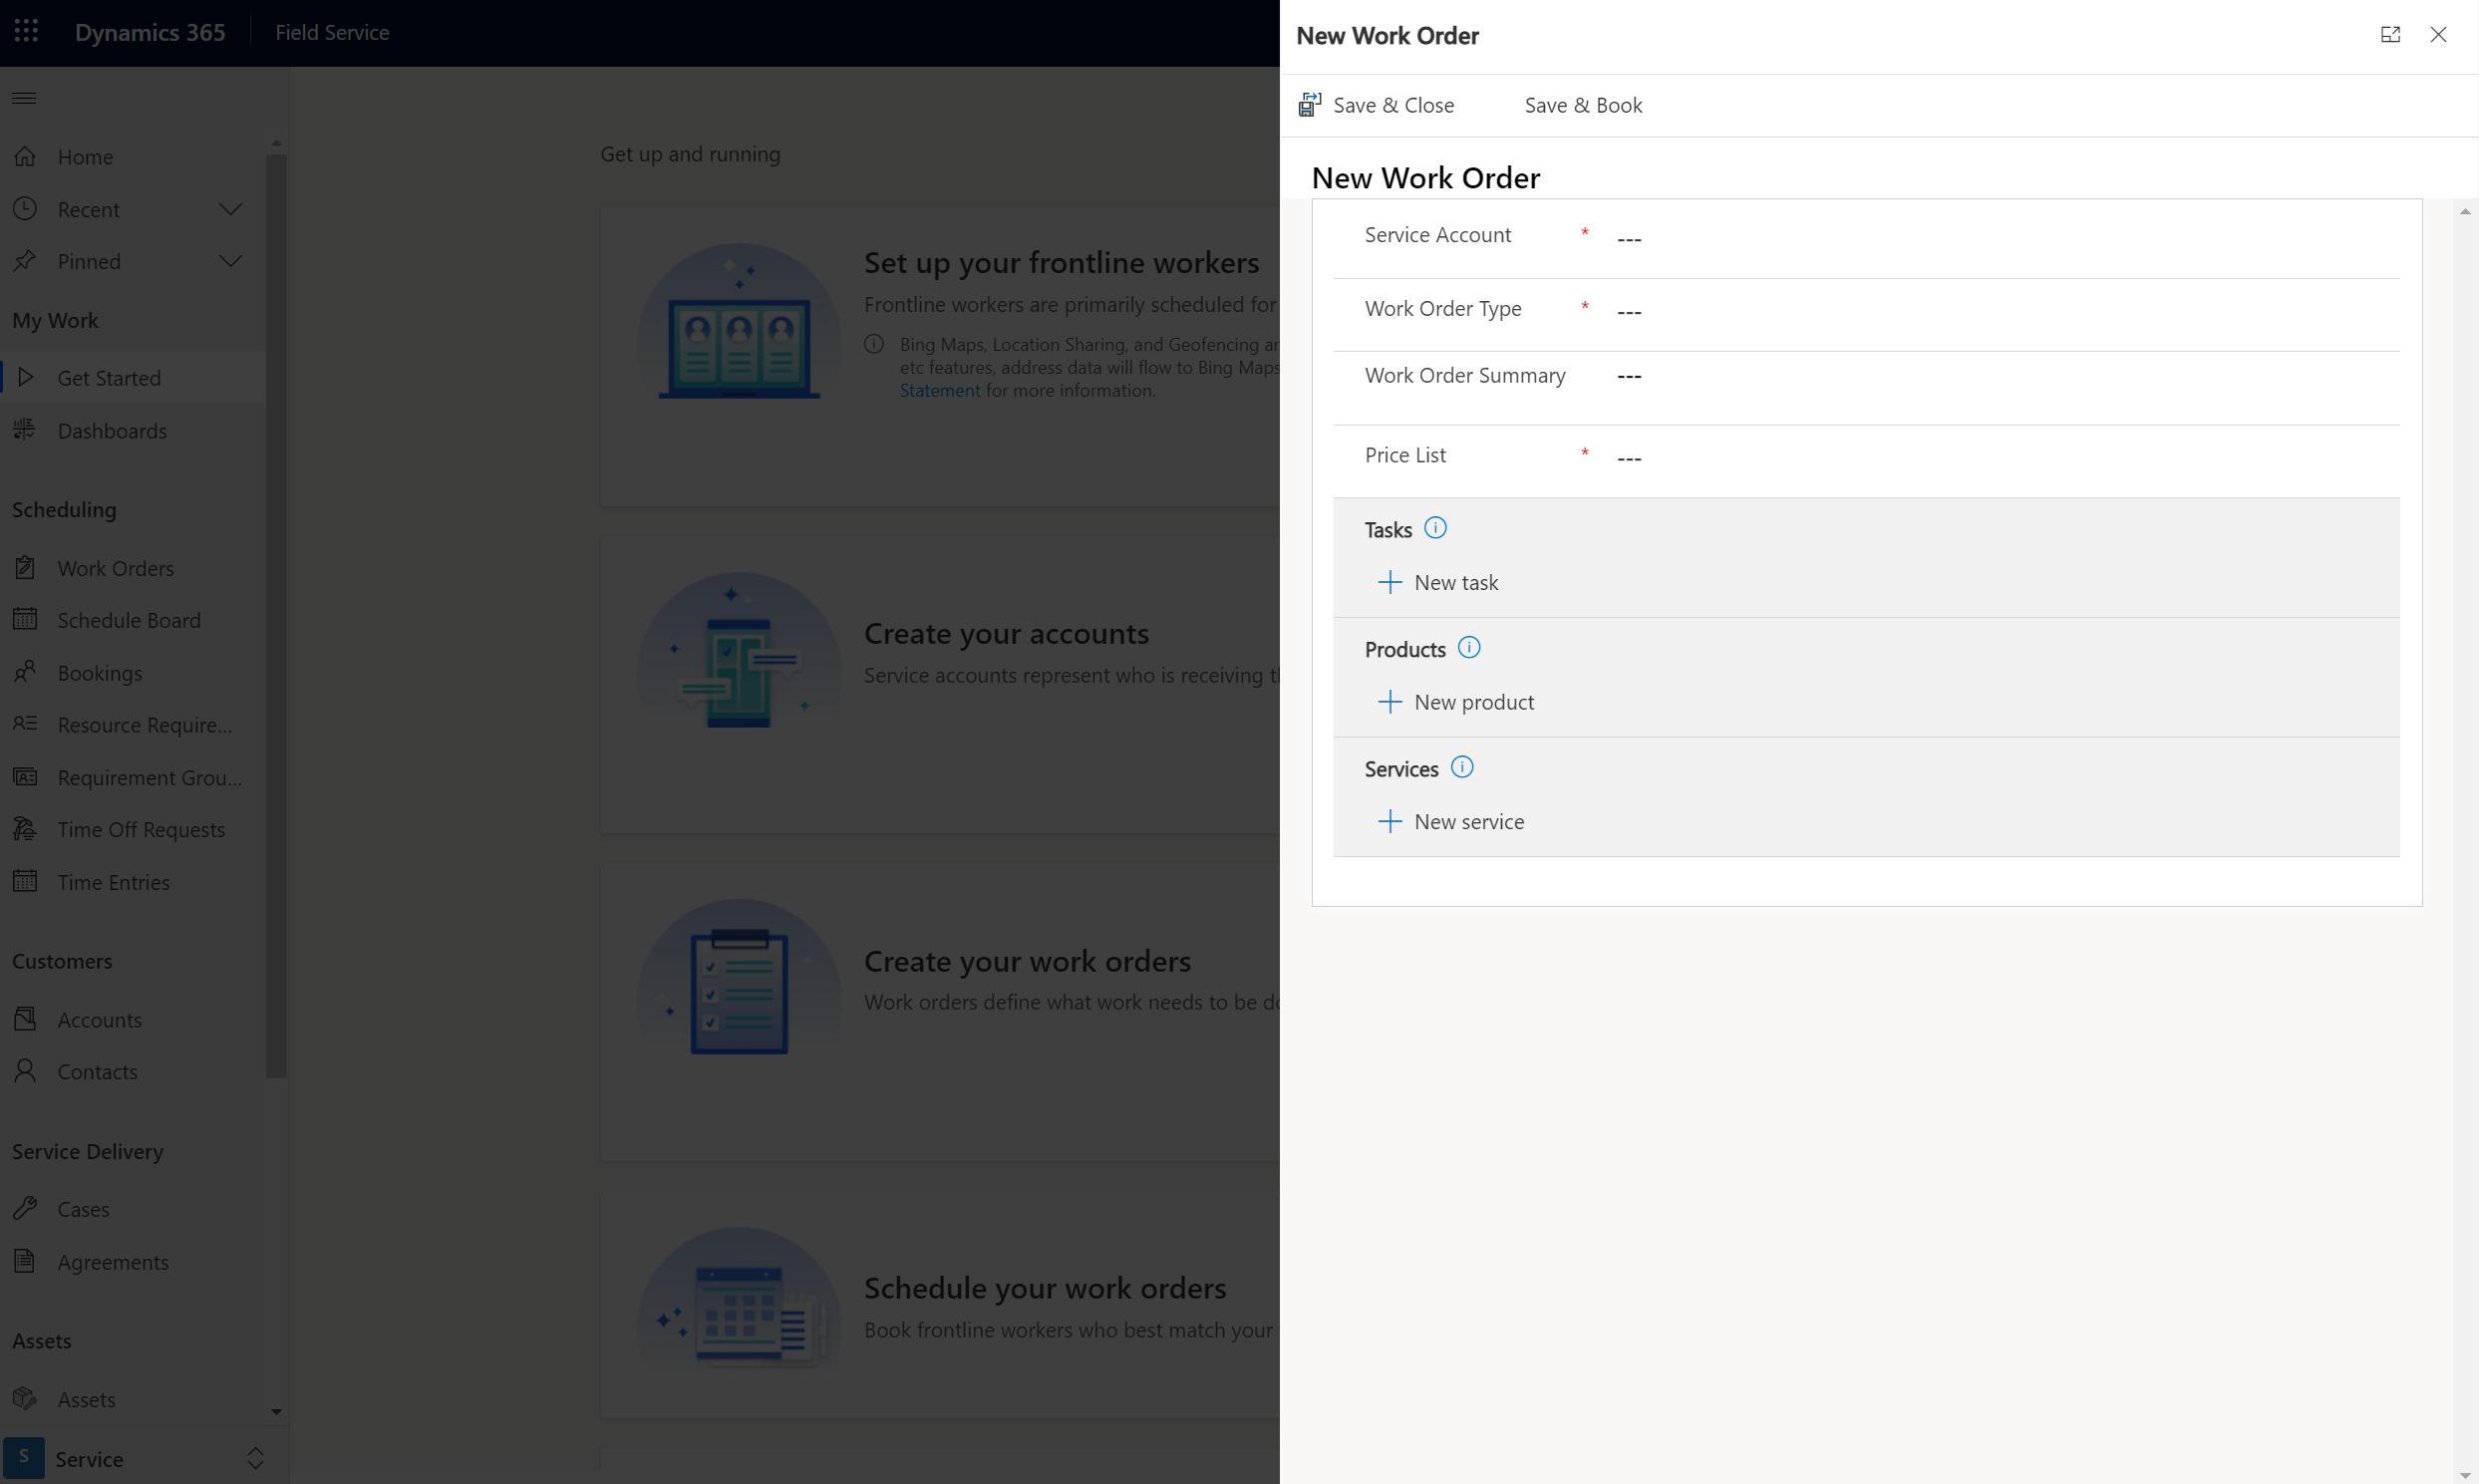 Dynamics 365
Field Service
Home
Recent
Pinned
My Work
Get Started
Dashboards
Scheduling
Work Orders
Schedule Board
Bookings
Resource Require...
Requirement Grou...
Time Off Requests
Time Entries
Customers
Accounts
Contacts
Service Delivery
Cases
Agreements
Assets
Assets
S
Service
Get up and running
Set up your frontline workers
Frontline workers are primarily scheduled for
Bing Maps, Location Sharing, and Geofencing ar
etc features, address data will flow to Bing Maps
Statement for more information.
Create your accounts
Service accounts represent who is receiving th
Create your work orders
Work orders define what work needs to be do
Schedule your work orders
Book frontline workers who best match your
New Work Order
Save & Close
Save & Book
New Work Order
Service Account * ---
Work Order Type * ---
Work Order Summary ---
Price List * ---
Tasks
New task
Products
New product
Services
New service